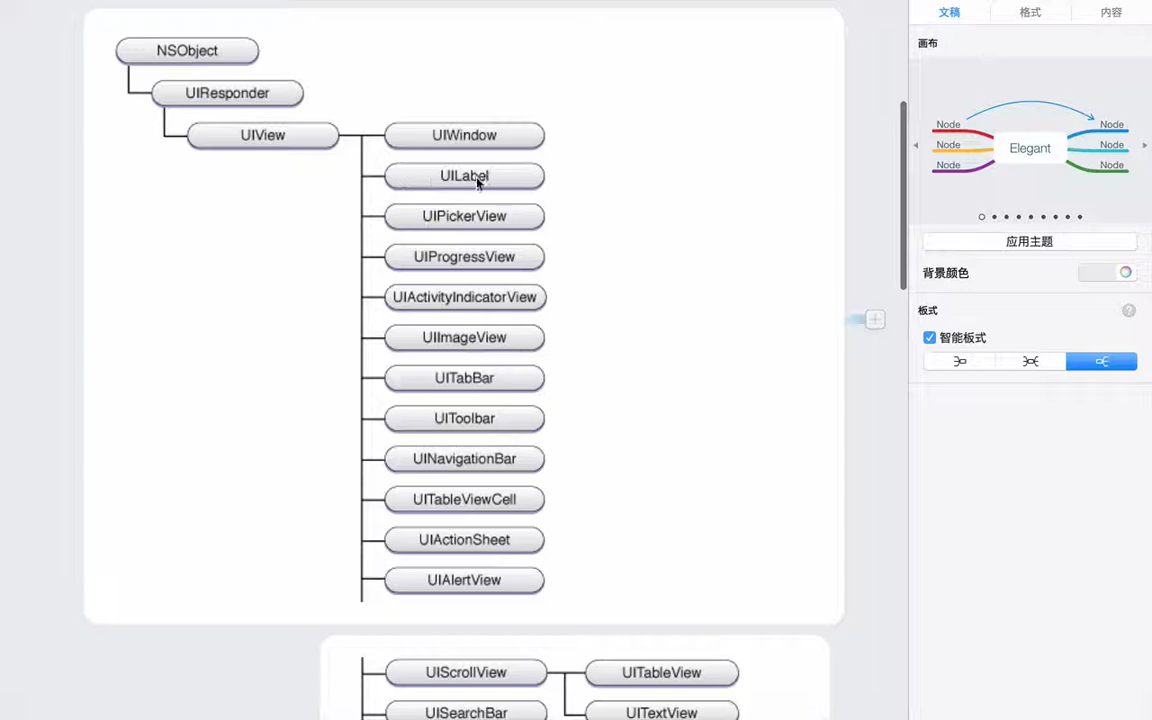 NSObject
UIResponder
UIView
UIWindow
UILabel
UIPickerView
UIProgressView
UIActivityIndicatorView
UIImageView
UITabBar
UIToolbar
UINavigationBar
UITableViewCell
UIActionSheet
UIAlertView
UIScrollView
UITableView
UISearchBar
UITextView
文稿
格式
内容
画布
Node
Node
Node
Elegant
Node
Node
Node
应用主题
背景颜色
板式
?
智能板式